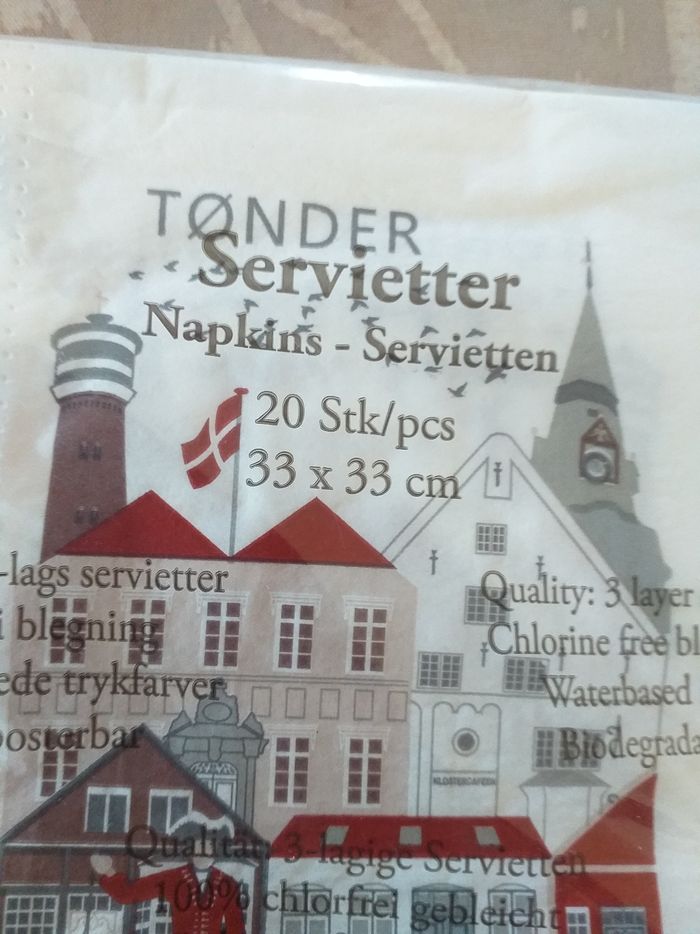 TØNDER
Servietter
Napkins - Servietten
20 Stk/pcs
33 x 33 cm
-lags servietter
i blegning
ede trykfarver
posterbar
Quality: 3 layer
Chlorine free bl
Waterbased
Biodegrada
KLOSTERCAFEEN
Qualität: 3-lagige Servietten
100% chlorfrei gebleicht